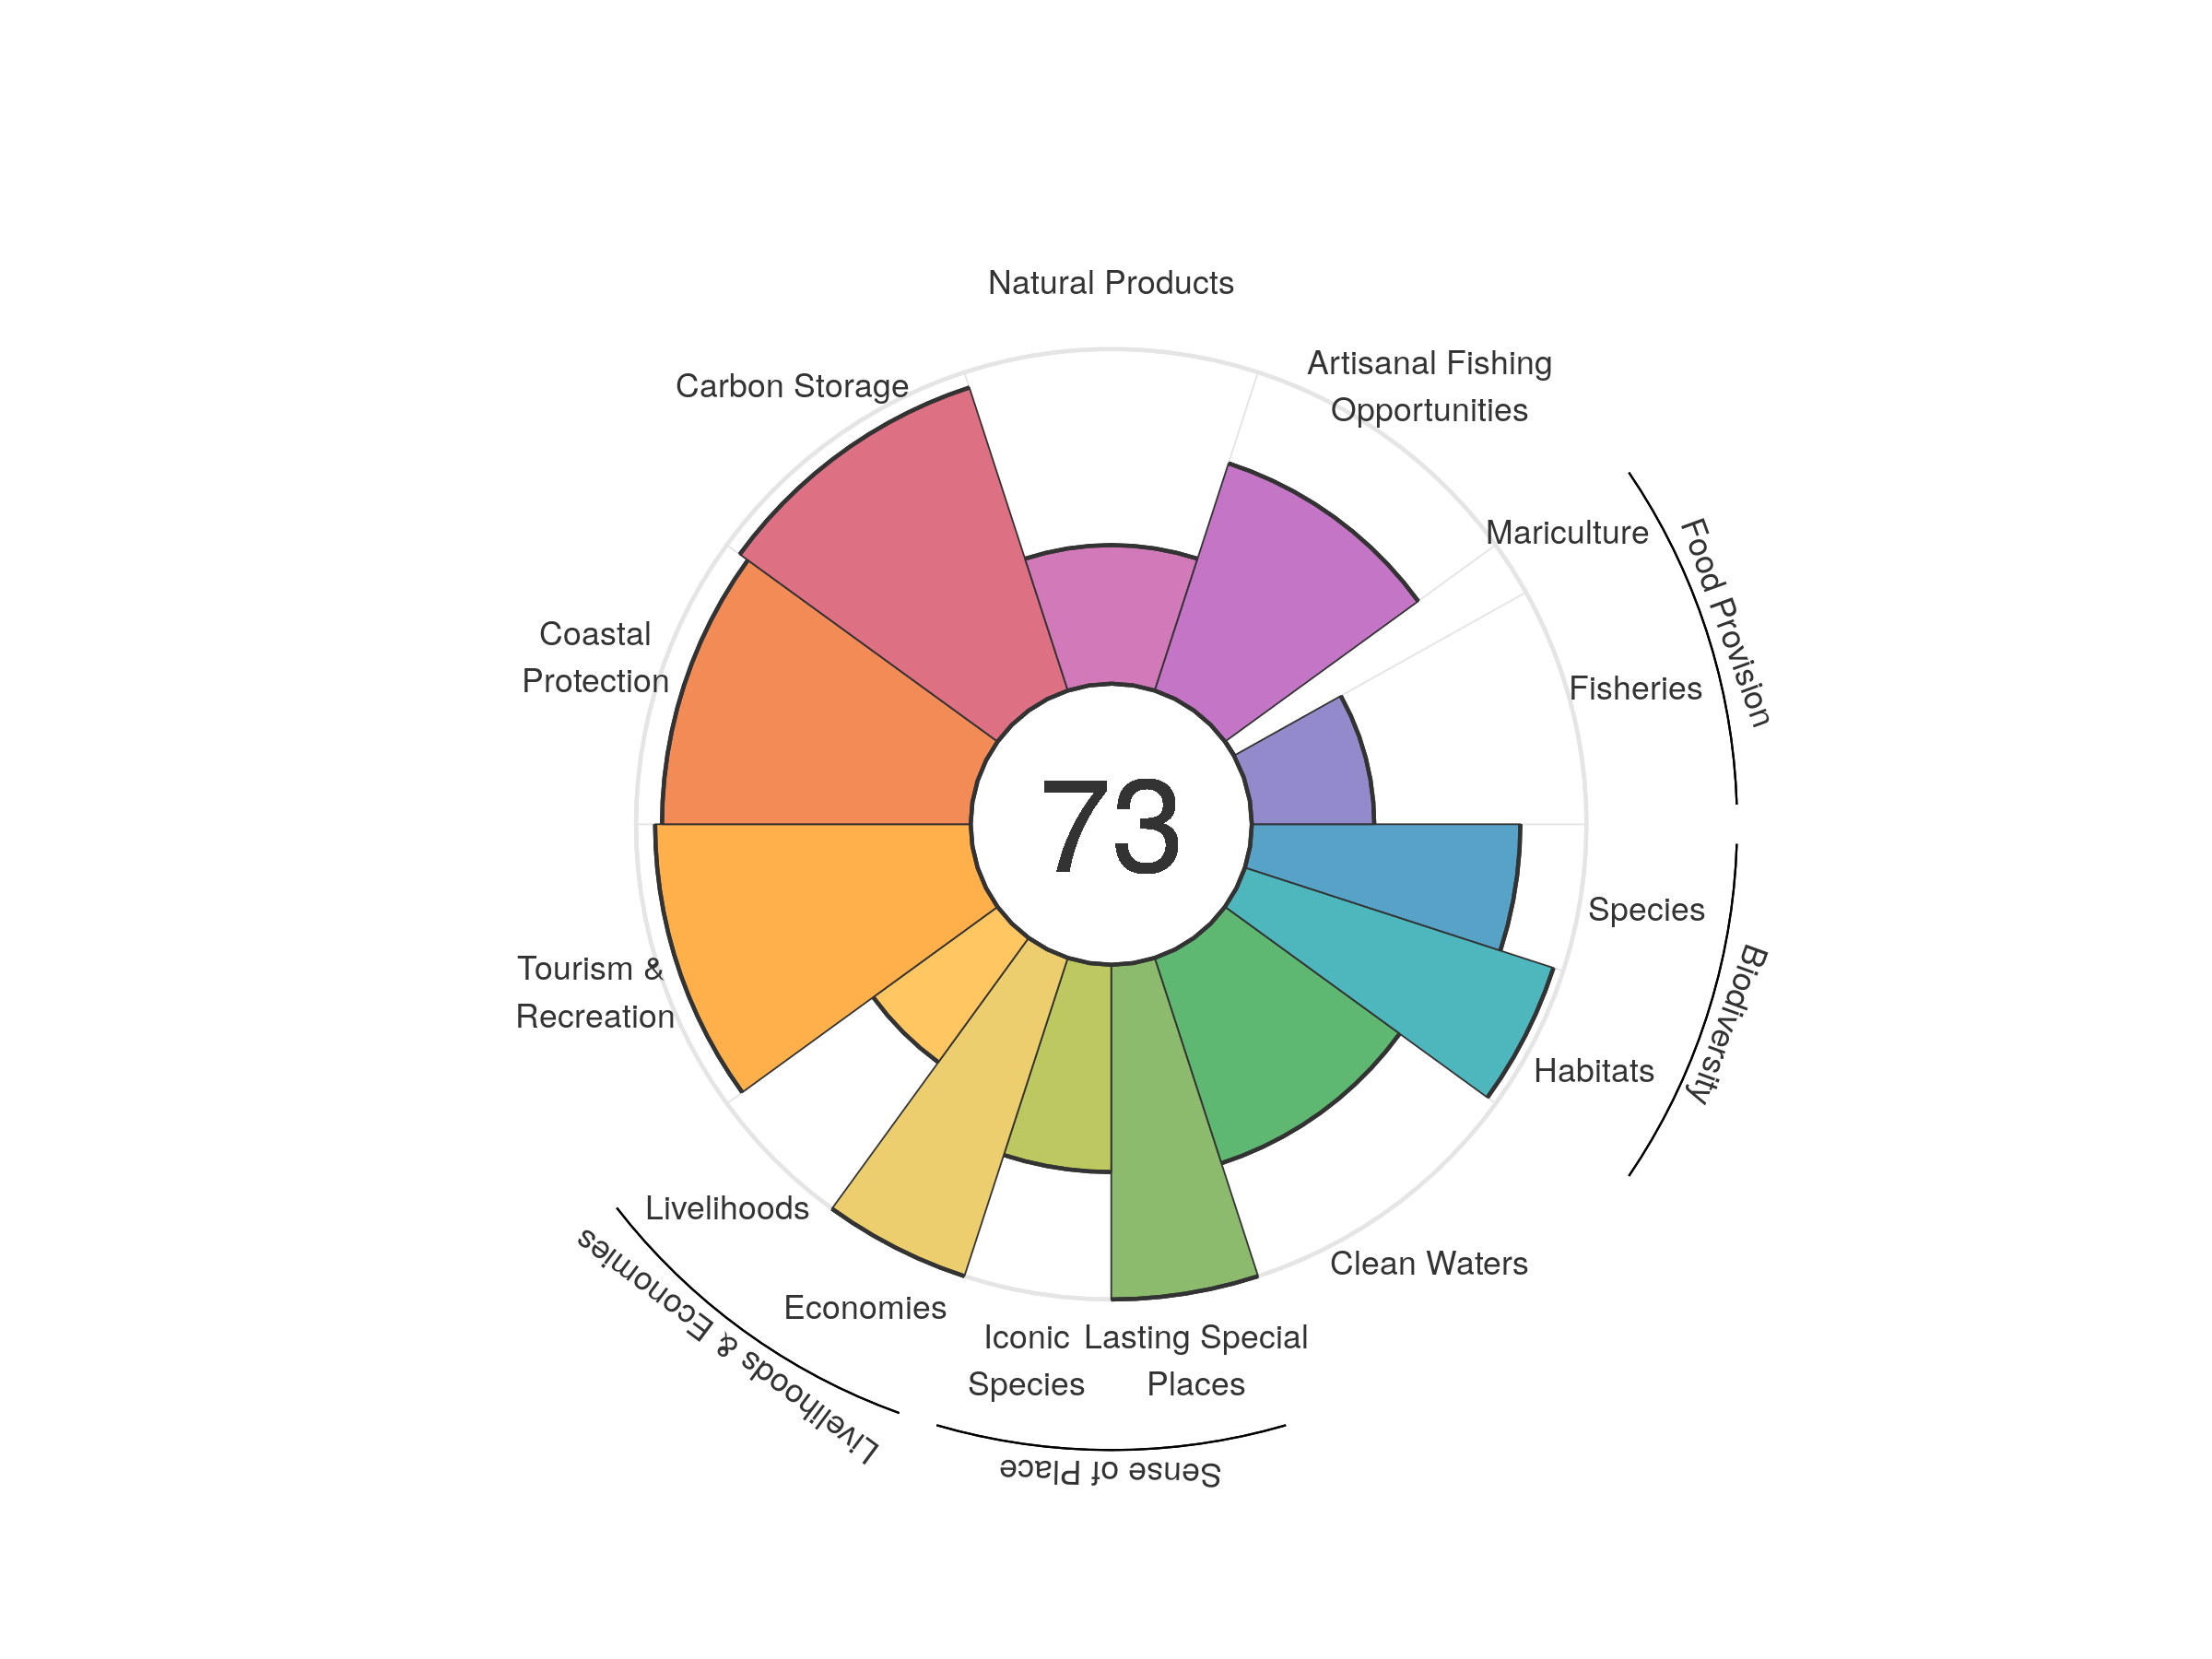 Natural Products
Artisanal Fishing
Opportunities
Carbon Storage
Mariculture
Food Provision
Coastal
Protection
Fisheries
73
Species
Biodiversity
Tourism &
Recreation
Habitats
Livelihoods
Clean Waters
Livelihoods & Economies
Economies
Iconic
Species
Lasting Special
Places
Sense of Place